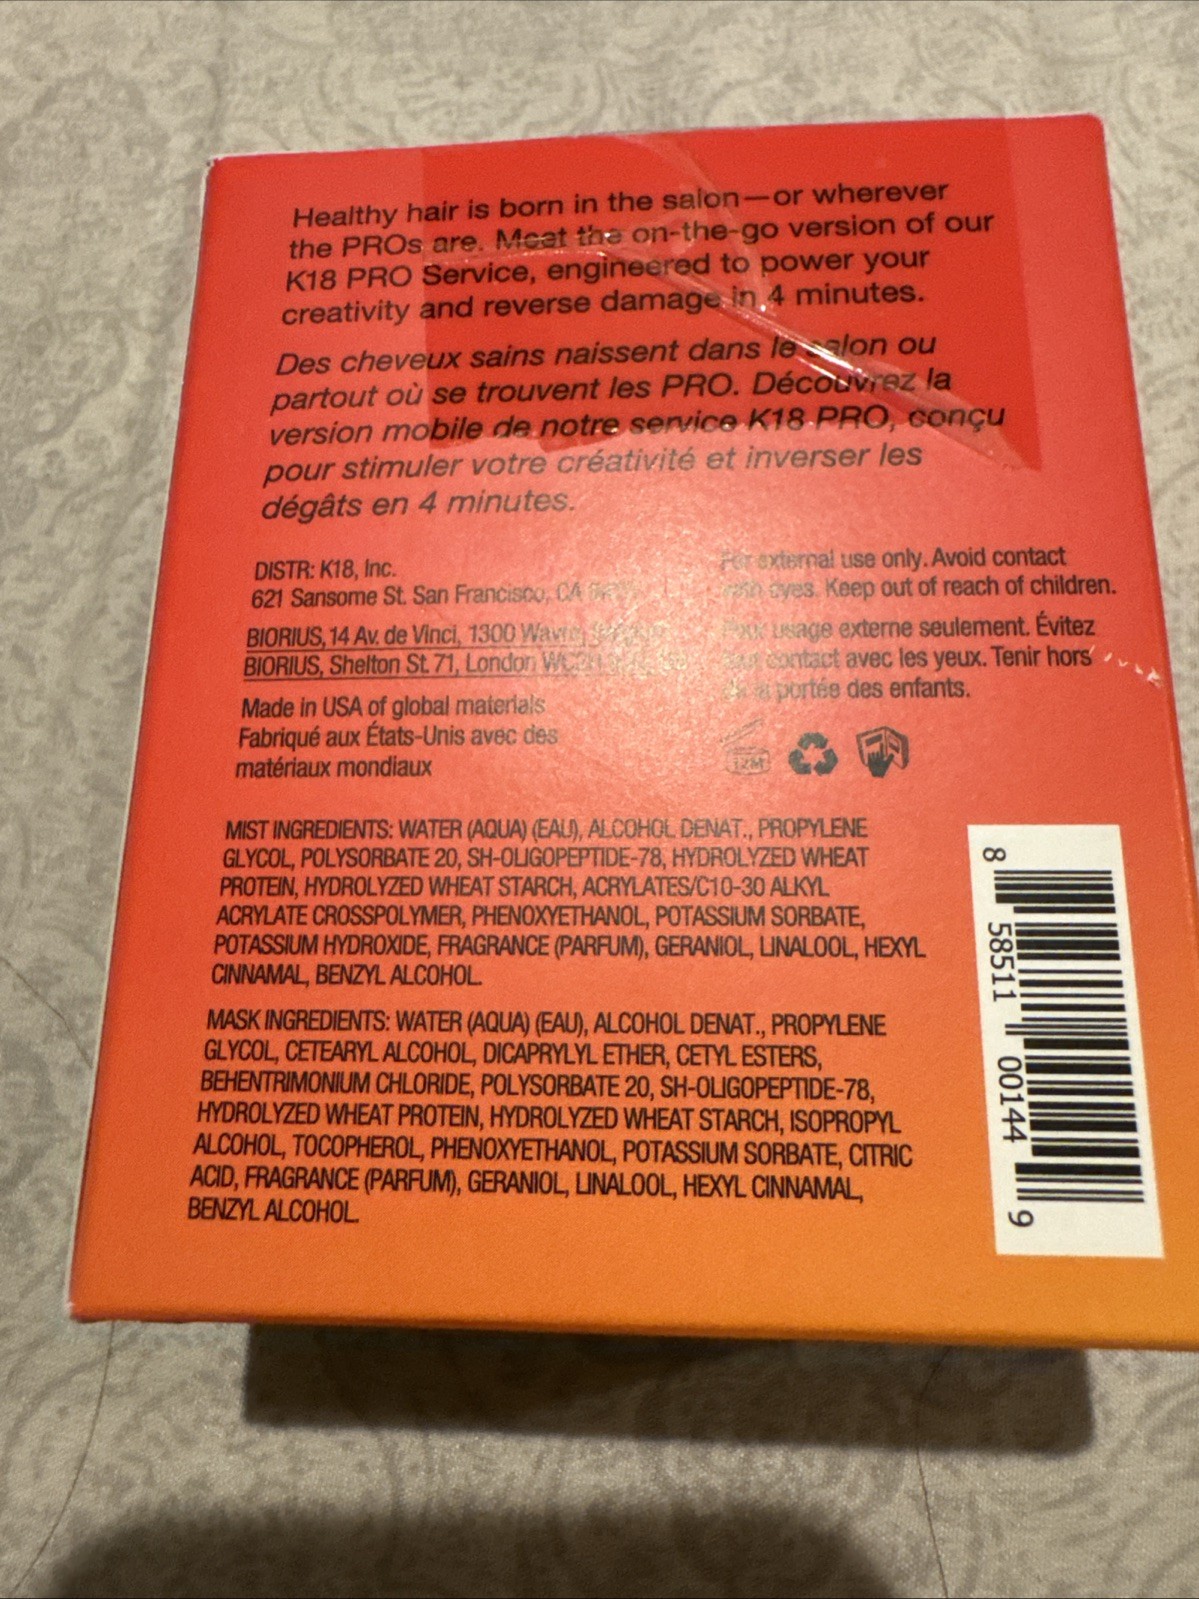 Healthy hair is born in the salon—or wherever
the PROs are. Meet the on-the-go version of our
K18 PRO Service, engineered to power your
creativity and reverse damage in 4 minutes.
Des cheveux sains naissent dans le salon ou
partout où se trouvent les PRO. Découvrez la
version mobile de notre service K18 PRO, conçu
pour stimuler votre créativité et inverser les
dégâts en 4 minutes.
DISTR: K18, Inc.
621 Sansome St. San Francisco, CA
BIORIUS, 14 Av. de Vinci, 1300 Wavre,
BIORIUS, Shelton St. 71, London
Made in USA of global materials
Fabriqué aux États-Unis avec des
matériaux mondiaux
For external use only. Avoid contact
with eyes. Keep out of reach of children.
Pour usage externe seulement. Évitez
contact avec les yeux. Tenir hors
de la portée des enfants.
12M
MIST INGREDIENTS: WATER (AQUA) (EAU), ALCOHOL DENAT., PROPYLENE
GLYCOL, POLYSORBATE 20, SH-OLIGOPEPTIDE-78, HYDROLYZED WHEAT
PROTEIN, HYDROLYZED WHEAT STARCH, ACRYLATES/C10-30 ALKYL
ACRYLATE CROSSPOLYMER, PHENOXYETHANOL, POTASSIUM SORBATE,
POTASSIUM HYDROXIDE, FRAGRANCE (PARFUM), GERANIOL, LINALOOL, HEXYL
CINNAMAL, BENZYL ALCOHOL.
MASK INGREDIENTS: WATER (AQUA) (EAU), ALCOHOL DENAT., PROPYLENE
GLYCOL, CETEARYL ALCOHOL, DICAPRYLYL ETHER, CETYL ESTERS,
BEHENTRIMONIUM CHLORIDE, POLYSORBATE 20, SH-OLIGOPEPTIDE-78,
HYDROLYZED WHEAT PROTEIN, HYDROLYZED WHEAT STARCH, ISOPROPYL
ALCOHOL, TOCOPHEROL, PHENOXYETHANOL, POTASSIUM SORBATE, CITRIC
ACID, FRAGRANCE (PARFUM), GERANIOL, LINALOOL, HEXYL CINNAMAL,
BENZYL ALCOHOL.
8 58511 00144 9